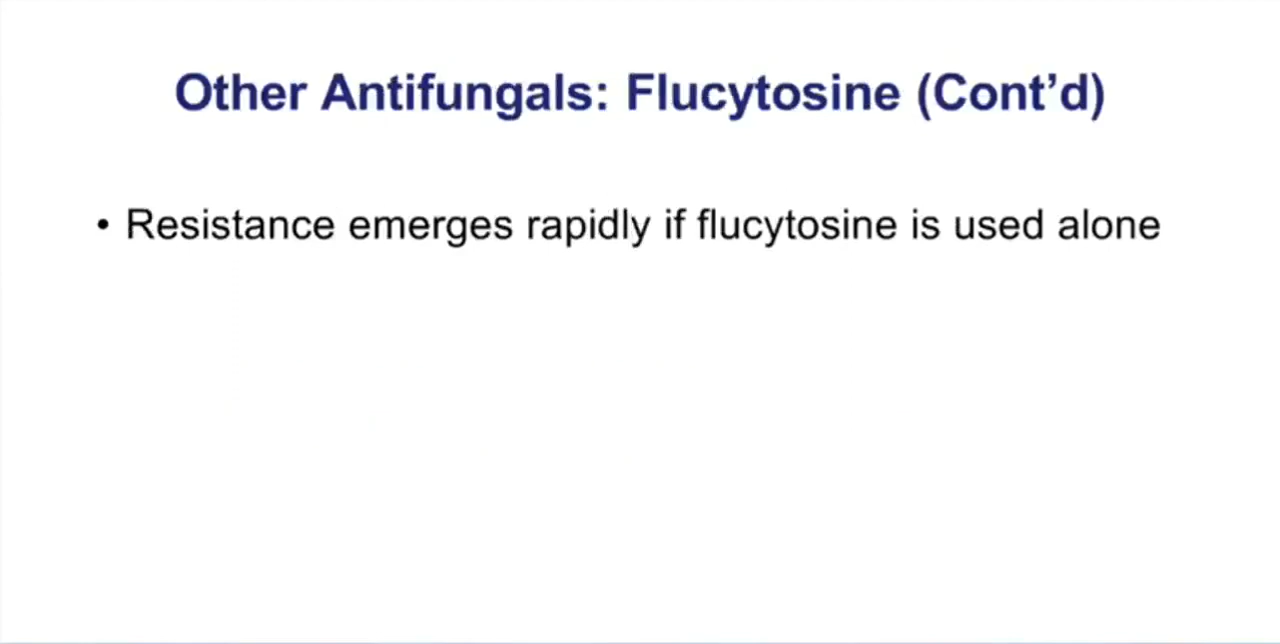 Other Antifungals: Flucytosine (Cont’d)
• Resistance emerges rapidly if flucytosine is used alone